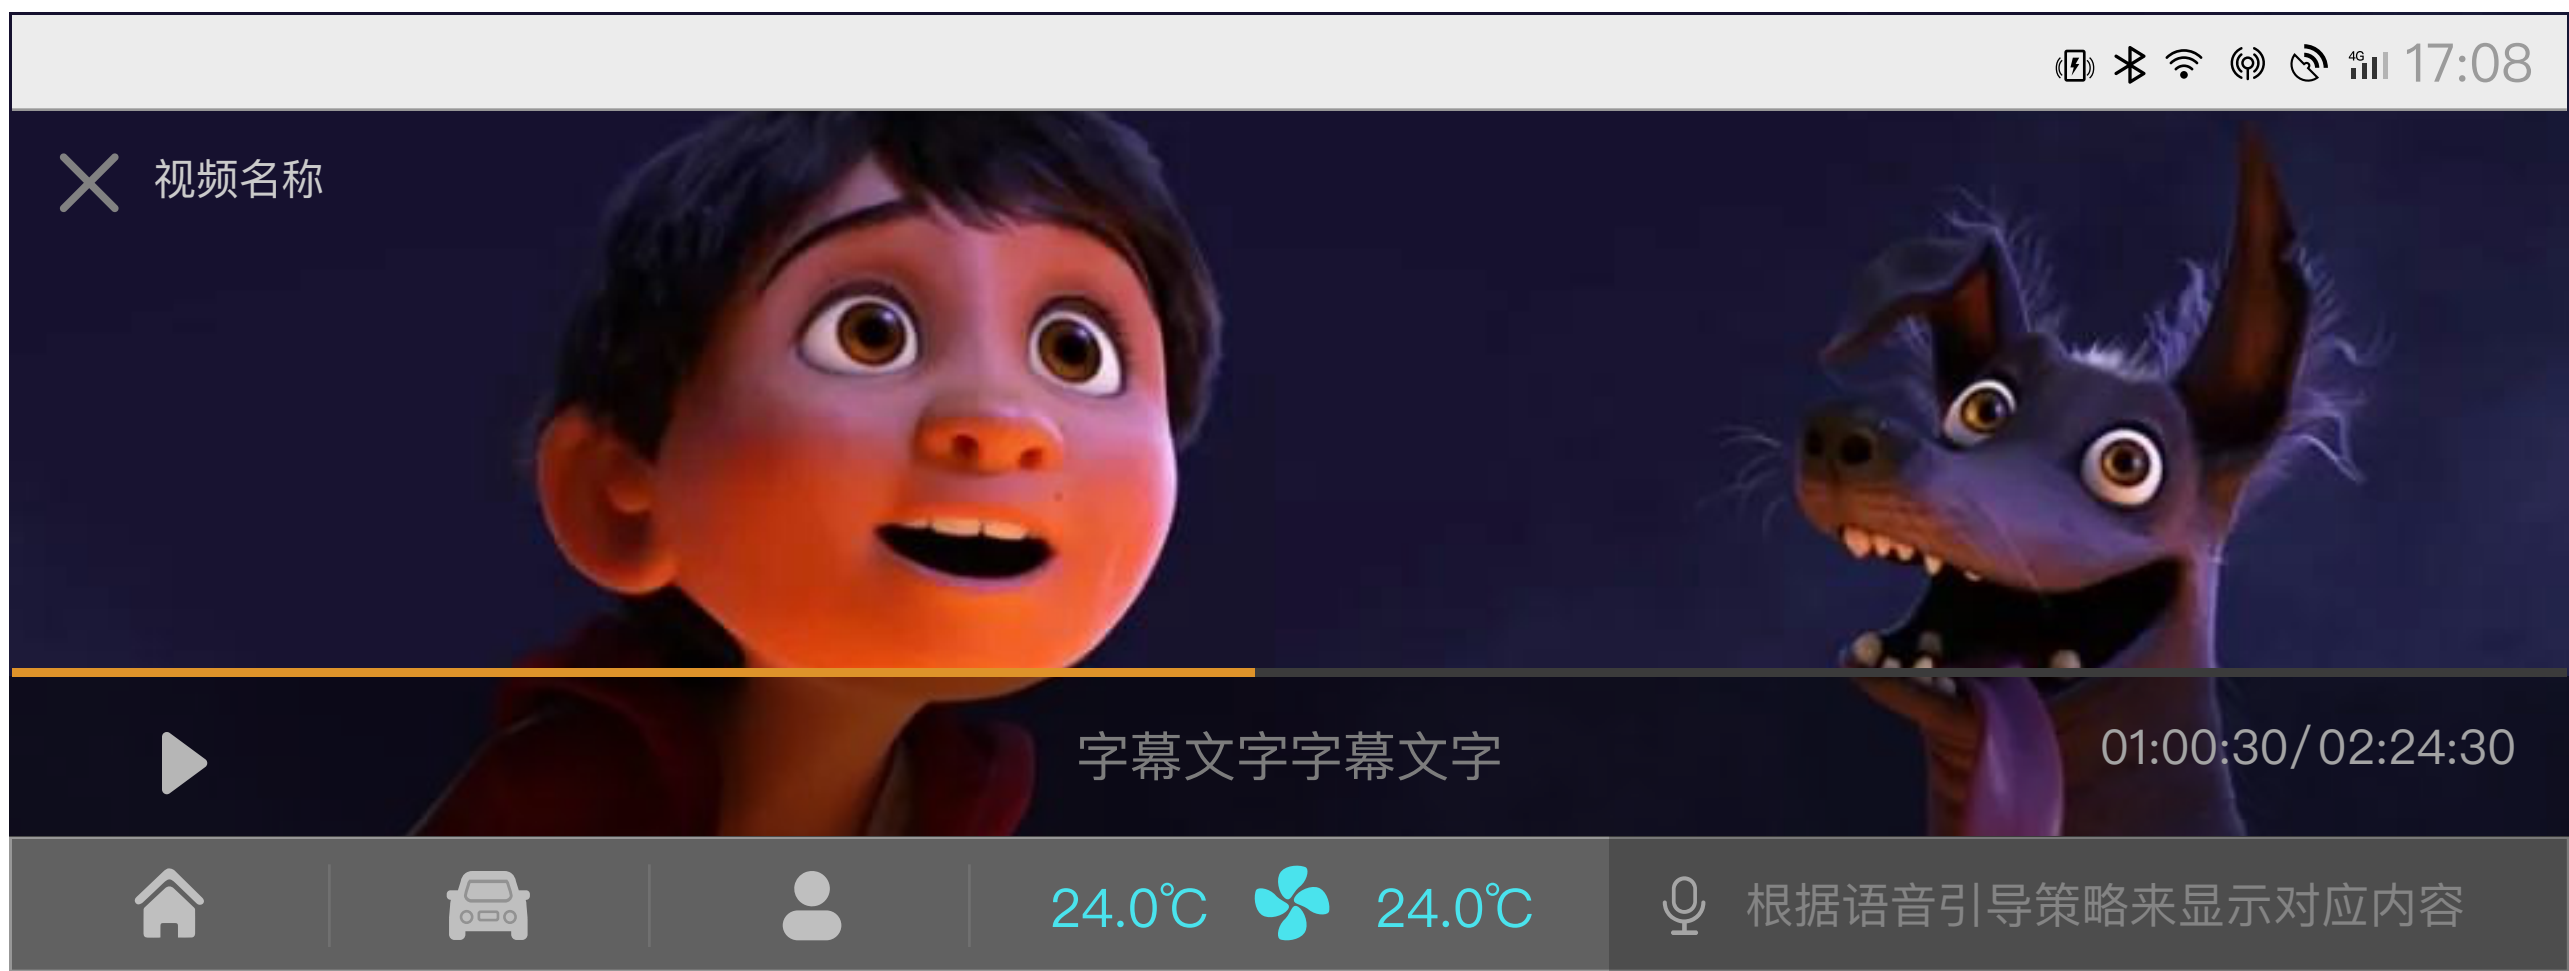 4G 17:08
视频名称
字幕文字字幕文字
01:00:30/02:24:30
24.0℃ 24.0℃ 根据语音引导策略来显示对应内容